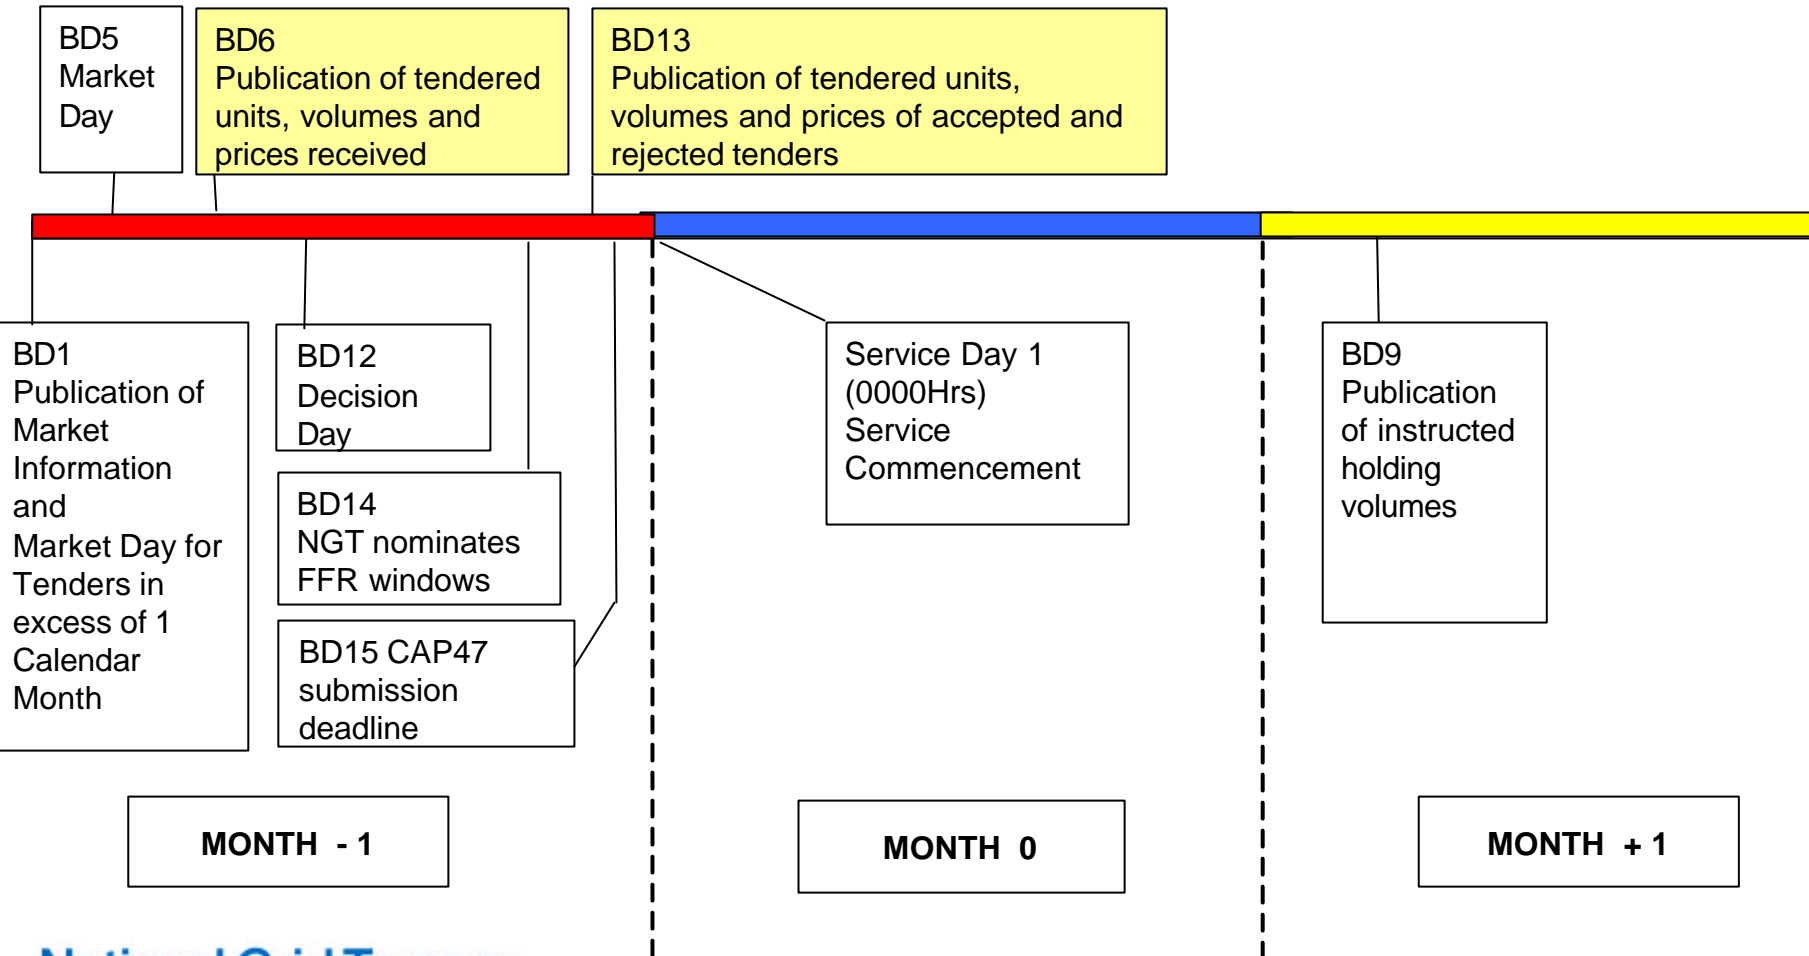 BD5
Market
Day
BD6
Publication of tendered
units, volumes and
prices received
BD13
Publication of tendered units,
volumes and prices of accepted and
rejected tenders
BD1
Publication of
Market
Information
and
Market Day for
Tenders in
excess of 1
Calendar
Month
BD12
Decision
Day
BD14
NGT nominates
FFR windows
BD15 CAP47
submission
deadline
Service Day 1
(0000Hrs)
Service
Commencement
BD9
Publication
of instructed
holding
volumes
MONTH - 1
MONTH 0
MONTH + 1
National Grid